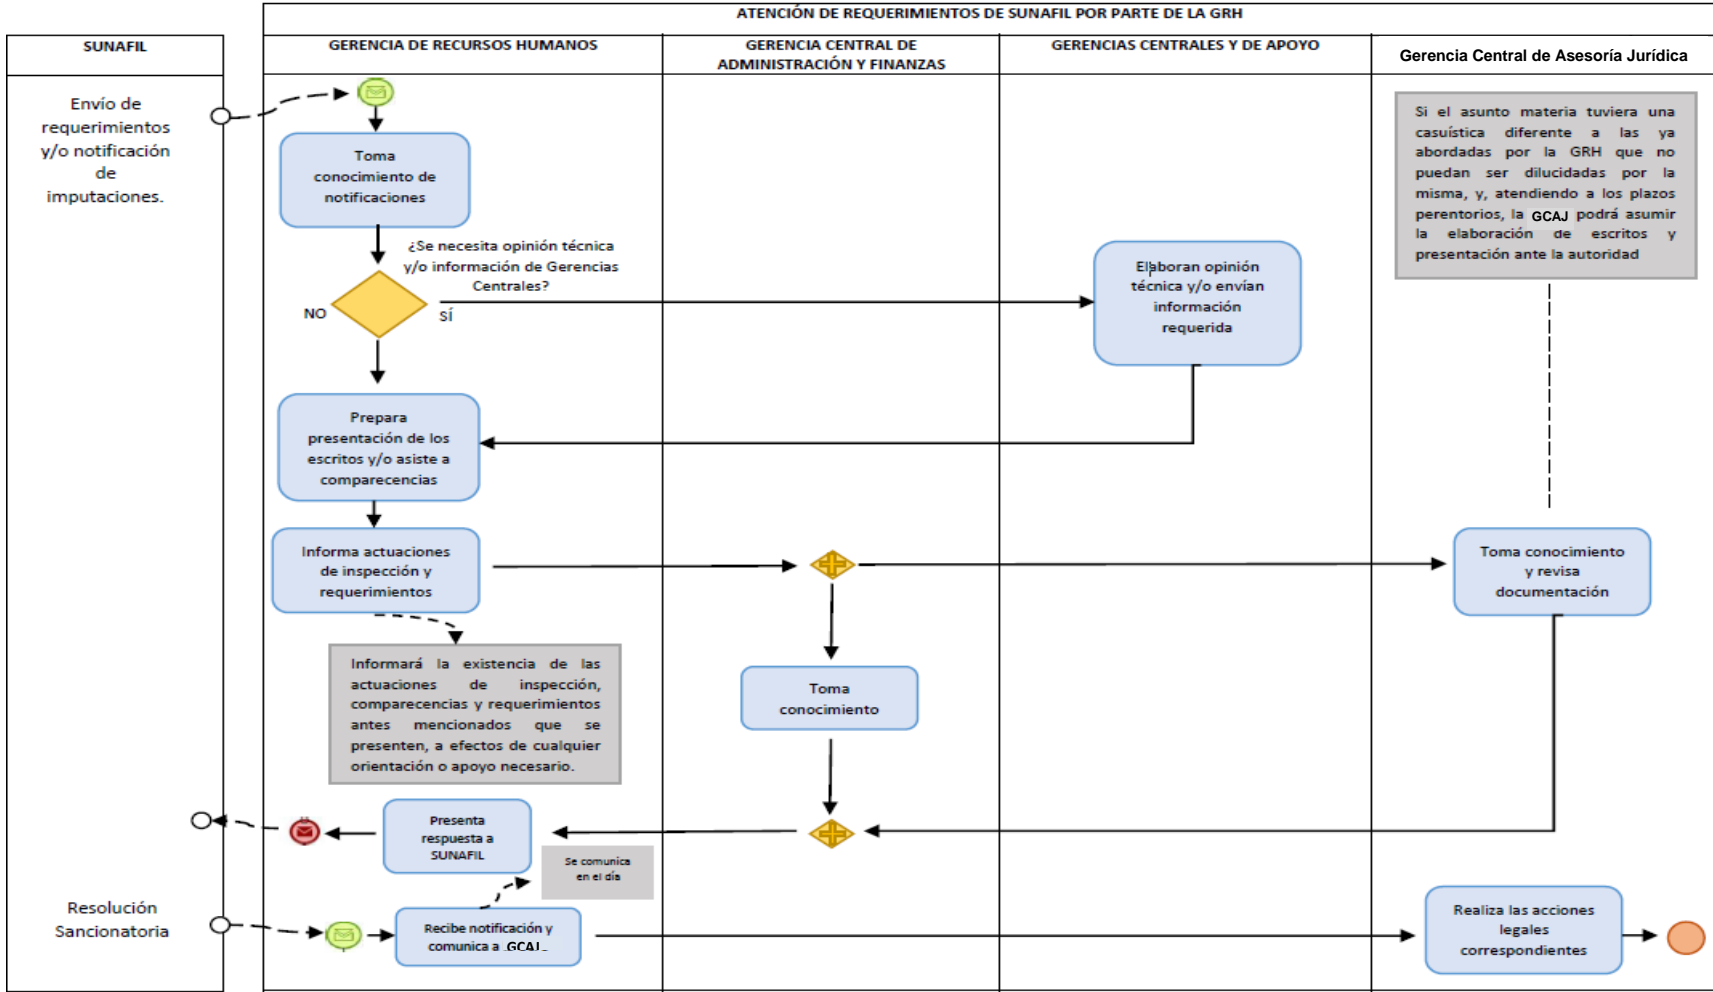 ATENCIÓN DE REQUERIMIENTOS DE SUNAFIL POR PARTE DE LA GRH
SUNAFIL
GERENCIA DE RECURSOS HUMANOS
GERENCIA CENTRAL DE
ADMINISTRACIÓN Y FINANZAS
GERENCIAS CENTRALES Y DE APOYO
Gerencia Central de Asesoría Jurídica
Envío de
requerimientos
y/o notificación
de
imputaciones.
Toma
conocimiento de
notificaciones
¿Se necesita opinión técnica
y/o información de Gerencias
Centrales?
NO
SÍ
Elaboran opinión
técnica y/o envían
información
requerida
Si el asunto materia tuviera una
casuística diferente a las ya
abordadas por la GRH que no
puedan ser dilucidadas por la
misma, y, atendiendo a los plazos
perentorios, la GCAJ podrá asumir
la elaboración de escritos y
presentación ante la autoridad
Prepara
presentación de los
escritos y/o asiste a
comparecencias
Informa actuaciones
de inspección y
requerimientos
Toma conocimiento
y revisa
documentación
Informará la existencia de las
actuaciones de inspección,
comparecencias y requerimientos
antes mencionados que se
presenten, a efectos de cualquier
orientación o apoyo necesario.
Toma
conocimiento
Presenta
respuesta a
SUNAFIL
Se comunica
en el día
Resolución
Sancionatoria
Recibe notificación y
comunica a GCAJ
Realiza las acciones
legales
correspondientes